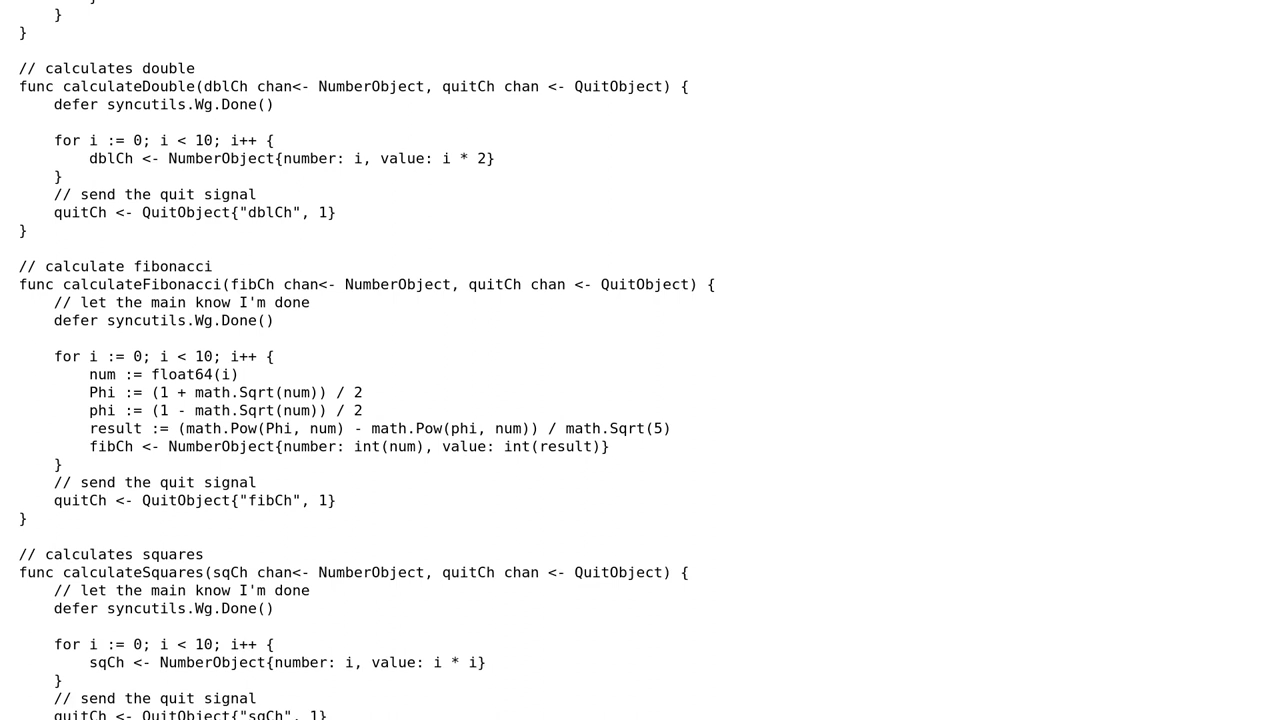 }
}

// calculates double
func calculateDouble(dblCh chan<- NumberObject, quitCh chan <- QuitObject) {
    defer syncutils.Wg.Done()

    for i := 0; i < 10; i++ {
        dblCh <- NumberObject{number: i, value: i * 2}
    }
    // send the quit signal
    quitCh <- QuitObject{"dblCh", 1}
}

// calculate fibonacci
func calculateFibonacci(fibCh chan<- NumberObject, quitCh chan <- QuitObject) {
    // let the main know I'm done
    defer syncutils.Wg.Done()

    for i := 0; i < 10; i++ {
        num := float64(i)
        Phi := (1 + math.Sqrt(num)) / 2
        phi := (1 - math.Sqrt(num)) / 2
        result := (math.Pow(Phi, num) - math.Pow(phi, num)) / math.Sqrt(5)
        fibCh <- NumberObject{number: int(num), value: int(result)}
    }
    // send the quit signal
    quitCh <- QuitObject{"fibCh", 1}
}

// calculates squares
func calculateSquares(sqCh chan<- NumberObject, quitCh chan <- QuitObject) {
    // let the main know I'm done
    defer syncutils.Wg.Done()

    for i := 0; i < 10; i++ {
        sqCh <- NumberObject{number: i, value: i * i}
    }
    // send the quit signal
    quitCh <- QuitObject{"sqCh", 1}